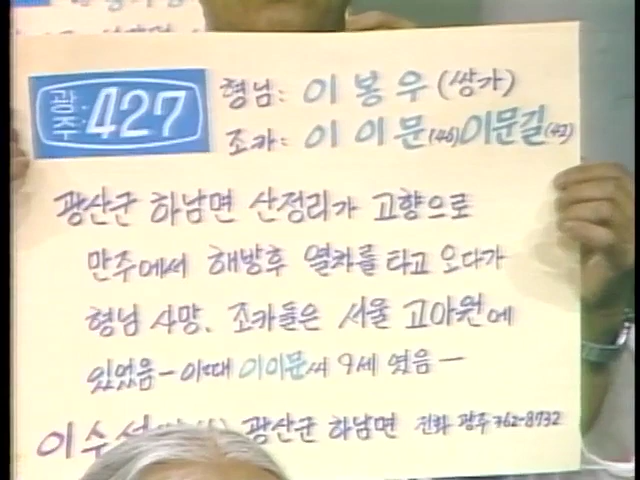 광주 427
형님: 이봉우 (쌍가)
조카: 이이문(46) 이문길(42)
광산군 하남면 산정리가 고향으로
만주에서 해방후 열차를 타고 오다가
형님 사망. 조카들은 서울 고아원에
있었음 - 이때 이이문씨 9세 였음 -
이수 광산군 하남면 전화 광주 762-8732